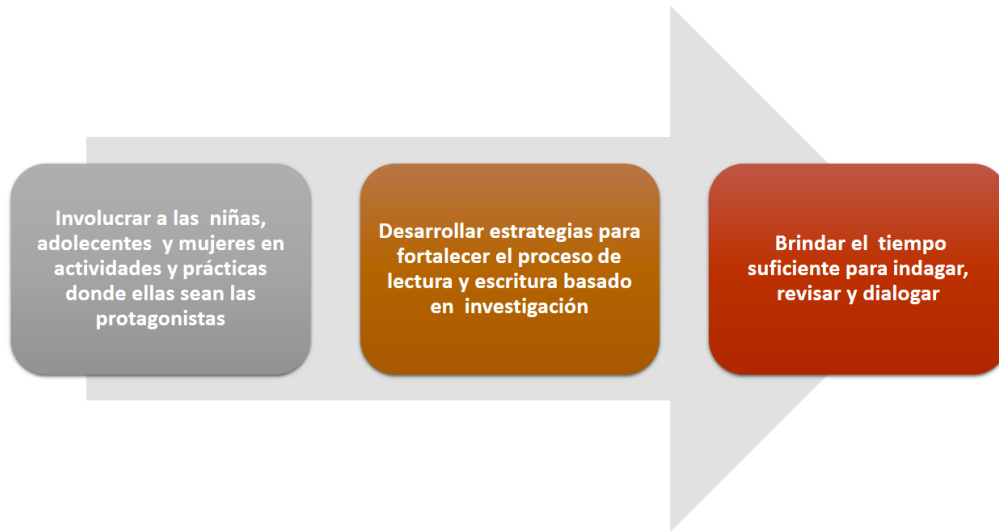 Involucrar a las niñas,
adolecentes y mujeres en
actividades y prácticas
donde ellas sean las
protagonistas
Desarrollar estrategias para
fortalecer el proceso de
lectura y escritura basado
en investigación
Brindar el tiempo
suficiente para indagar,
revisar y dialogar